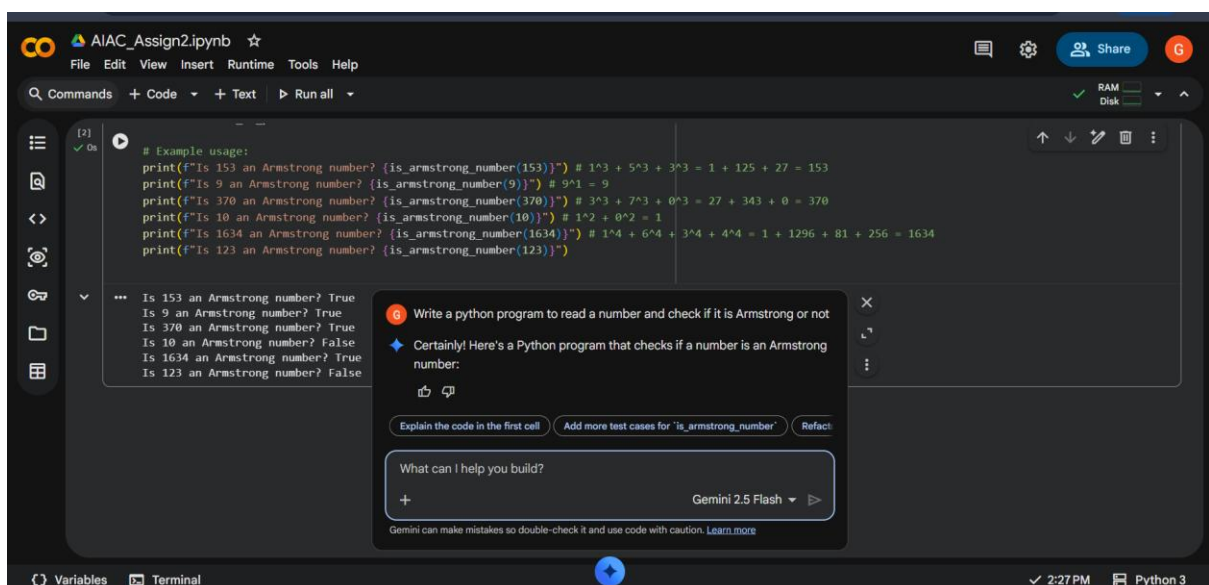 CO
AIAC_Assign2.ipynb
File Edit View Insert Runtime Tools Help
Share
G
Commands + Code + Text Run all
RAM
Disk
[2]
0s
# Example usage:
print(f"Is 153 an Armstrong number? {is_armstrong_number(153)}") # 1^3 + 5^3 + 3^3 = 1 + 125 + 27 = 153
print(f"Is 9 an Armstrong number? {is_armstrong_number(9)}") # 9^1 = 9
print(f"Is 370 an Armstrong number? {is_armstrong_number(370)}") # 3^3 + 7^3 + 0^3 = 27 + 343 + 0 = 370
print(f"Is 10 an Armstrong number? {is_armstrong_number(10)}") # 1^2 + 0^2 = 1
print(f"Is 1634 an Armstrong number? {is_armstrong_number(1634)}") # 1^4 + 6^4 + 3^4 + 4^4 = 1 + 1296 + 81 + 256 = 1634
print(f"Is 123 an Armstrong number? {is_armstrong_number(123)}")
Is 153 an Armstrong number? True
Is 9 an Armstrong number? True
Is 370 an Armstrong number? True
Is 10 an Armstrong number? False
Is 1634 an Armstrong number? True
Is 123 an Armstrong number? False
G Write a python program to read a number and check if it is Armstrong or not
Certainly! Here's a Python program that checks if a number is an Armstrong
number:
Explain the code in the first cell Add more test cases for `is_armstrong_number` Refact
What can I help you build?
+ Gemini 2.5 Flash
Gemini can make mistakes so double-check it and use code with caution. Learn more
{} Variables Terminal 2:27 PM Python 3